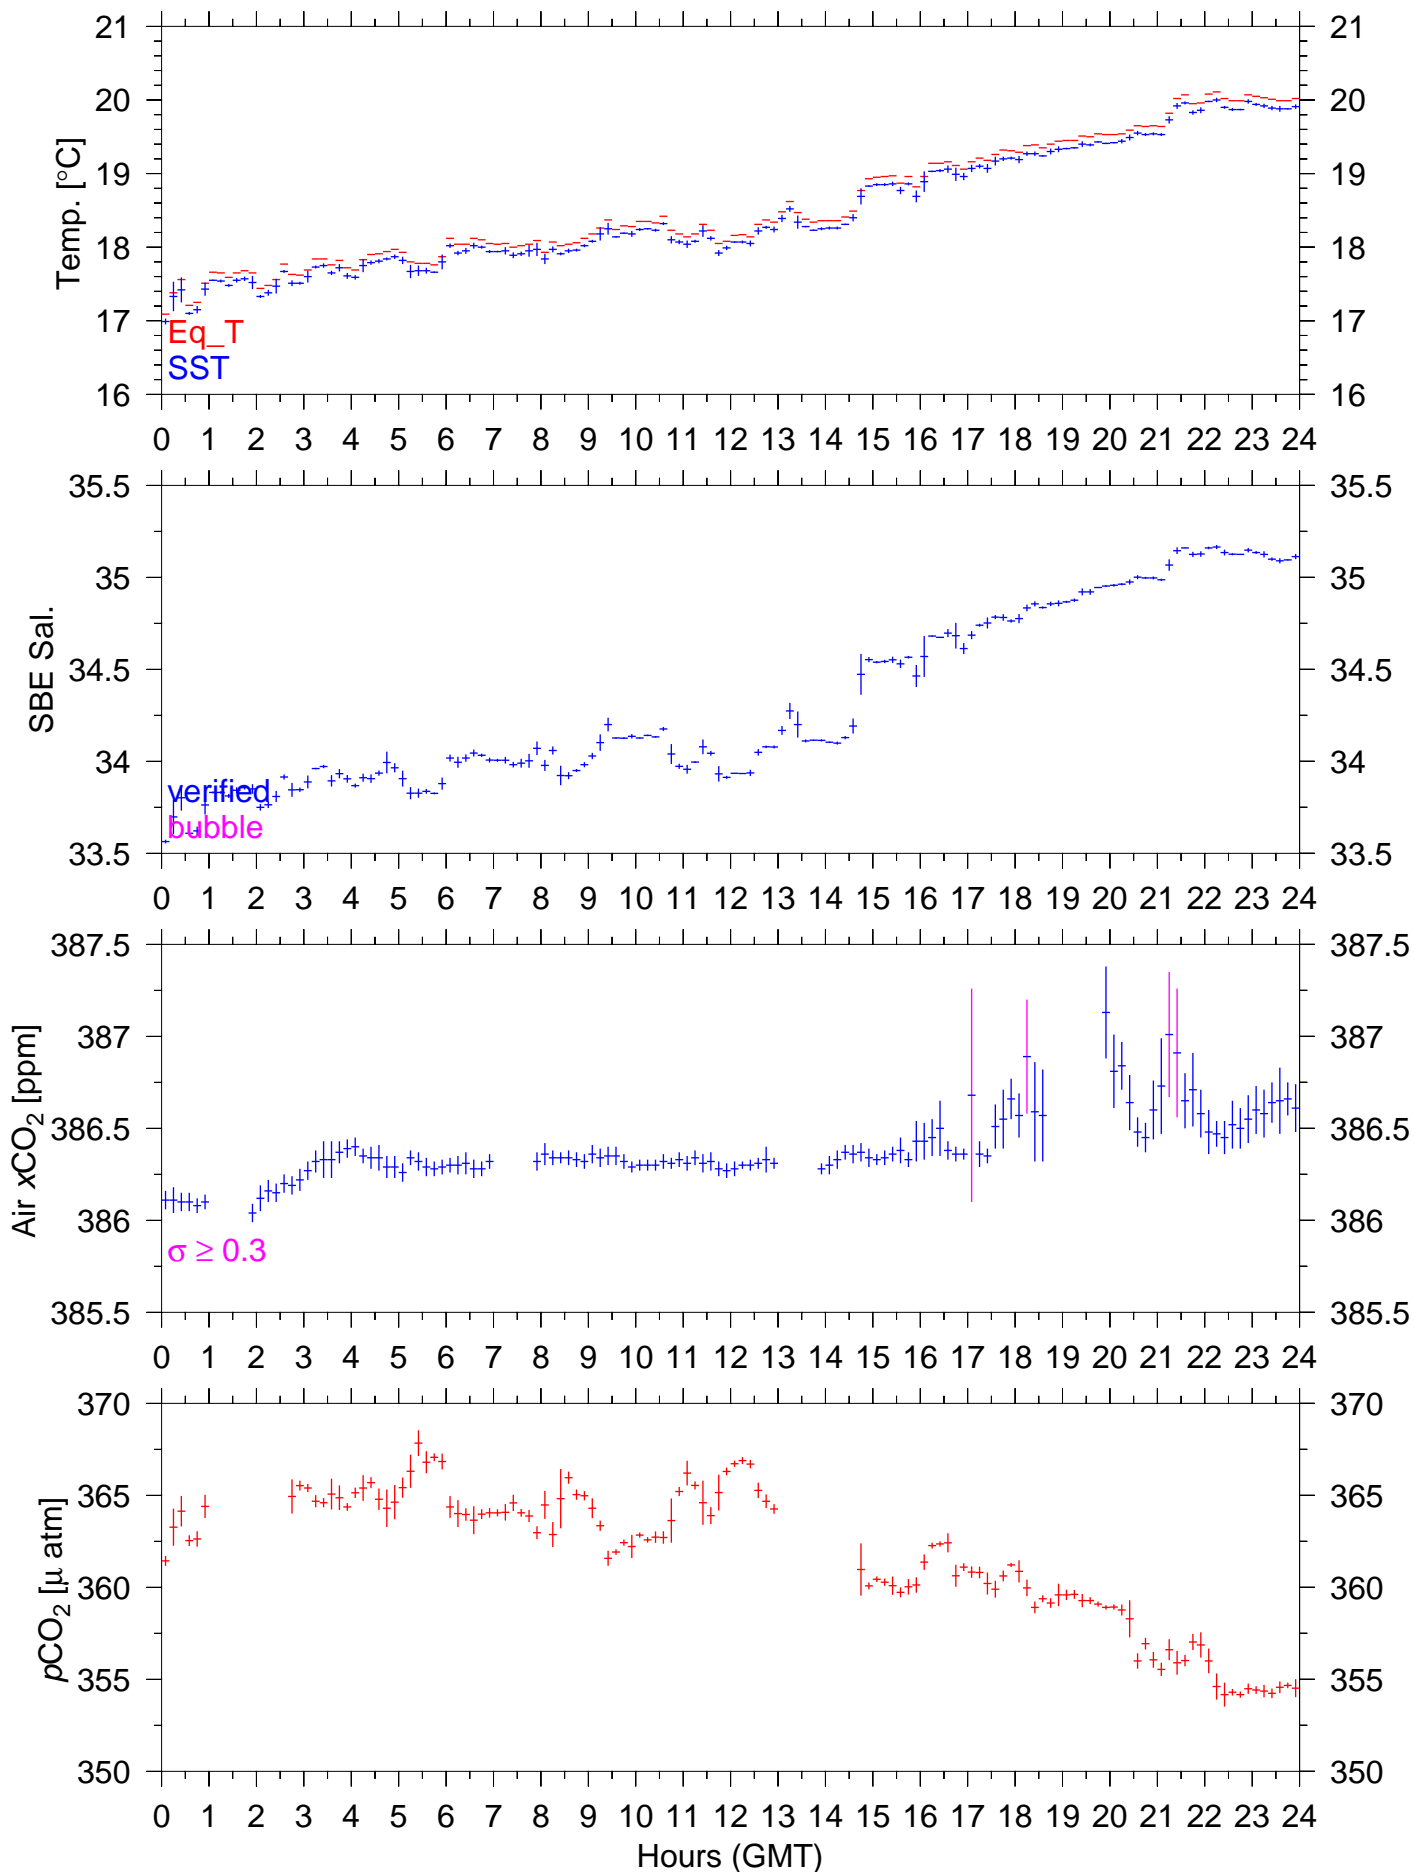 21 21
20 20
19 19
18 18
17 17
16 16
Temp. [°C]
Eq_T
SST
0 1 2 3 4 5 6 7 8 9 10 11 12 13 14 15 16 17 18 19 20 21 22 23 24
35.5 35.5
35 35
34.5 34.5
34 34
33.5 33.5
SBE Sal.
verified
bubble
0 1 2 3 4 5 6 7 8 9 10 11 12 13 14 15 16 17 18 19 20 21 22 23 24
387.5 387.5
387 387
386.5 386.5
386 386
385.5 385.5
Air xCO₂ [ppm]
σ ≥ 0.3
0 1 2 3 4 5 6 7 8 9 10 11 12 13 14 15 16 17 18 19 20 21 22 23 24
370 370
365 365
360 360
355 355
350 350
pCO₂ [μ atm]
0 1 2 3 4 5 6 7 8 9 10 11 12 13 14 15 16 17 18 19 20 21 22 23 24
Hours (GMT)